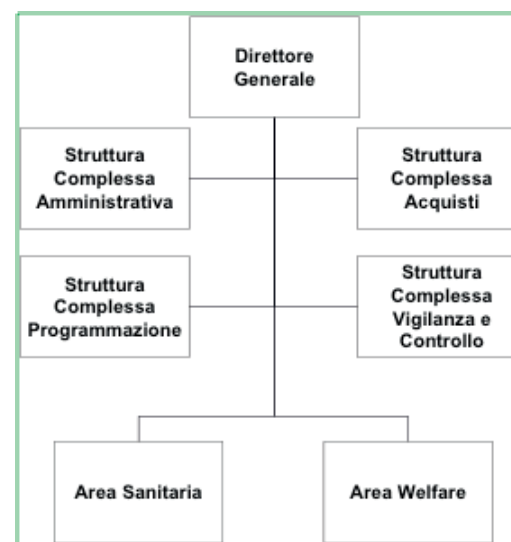 Direttore
Generale
Struttura
Complessa
Amministrativa
Struttura
Complessa
Acquisti
Struttura
Complessa
Programmazione
Struttura
Complessa
Vigilanza e
Controllo
Area Sanitaria
Area Welfare